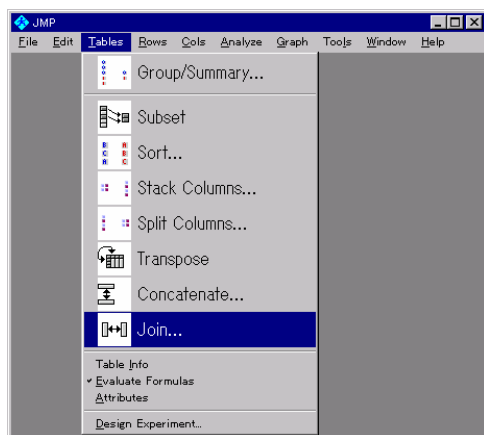 JMP
File Edit Tables Rows Cols Analyze Graph Tools Window Help
Group/Summary...
Subset
Sort...
Stack Columns...
Split Columns...
Transpose
Concatenate...
Join...
Table Info
Evaluate Formulas
Attributes
Design Experiment...